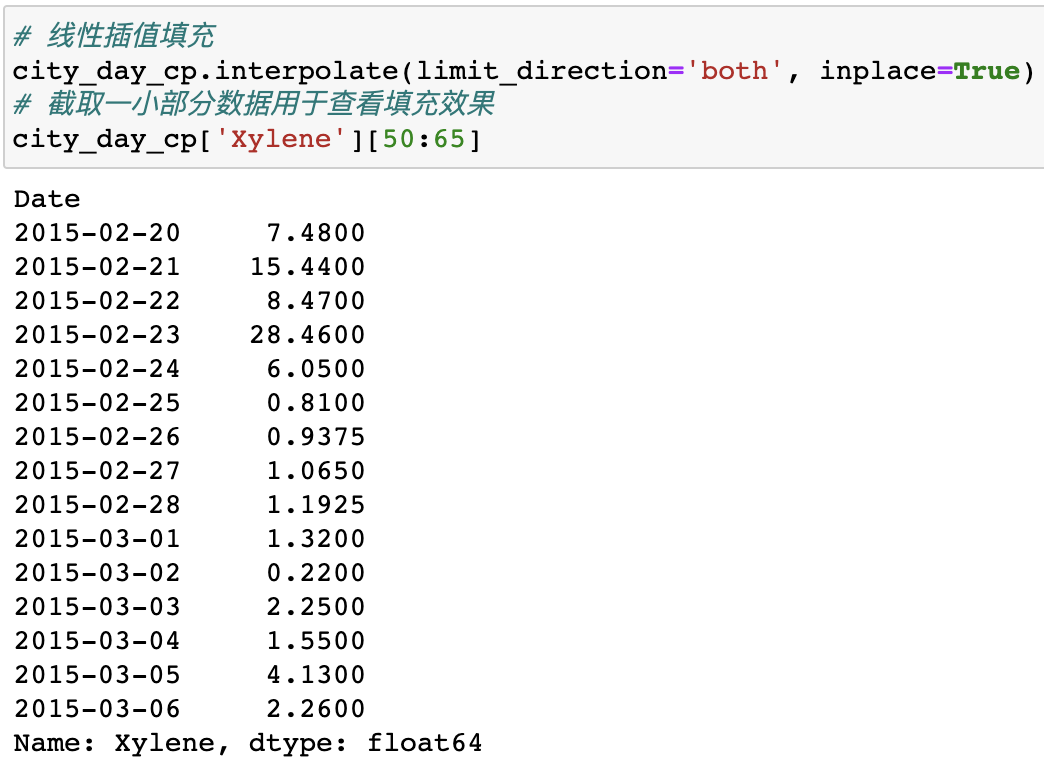 # 线性插值填充
city_day_cp.interpolate(limit_direction='both', inplace=True)
# 截取一小部分数据用于查看填充效果
city_day_cp['Xylene'][50:65]
Date
2015-02-20     7.4800
2015-02-21    15.4400
2015-02-22     8.4700
2015-02-23    28.4600
2015-02-24     6.0500
2015-02-25     0.8100
2015-02-26     0.9375
2015-02-27     1.0650
2015-02-28     1.1925
2015-03-01     1.3200
2015-03-02     0.2200
2015-03-03     2.2500
2015-03-04     1.5500
2015-03-05     4.1300
2015-03-06     2.2600
Name: Xylene, dtype: float64